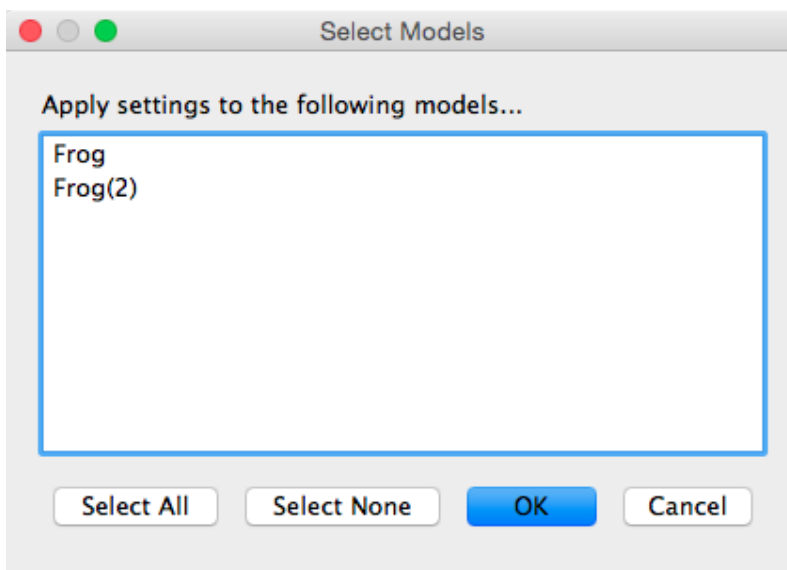 Select Models
Apply settings to the following models...
Frog
Frog(2)
Select All Select None OK Cancel